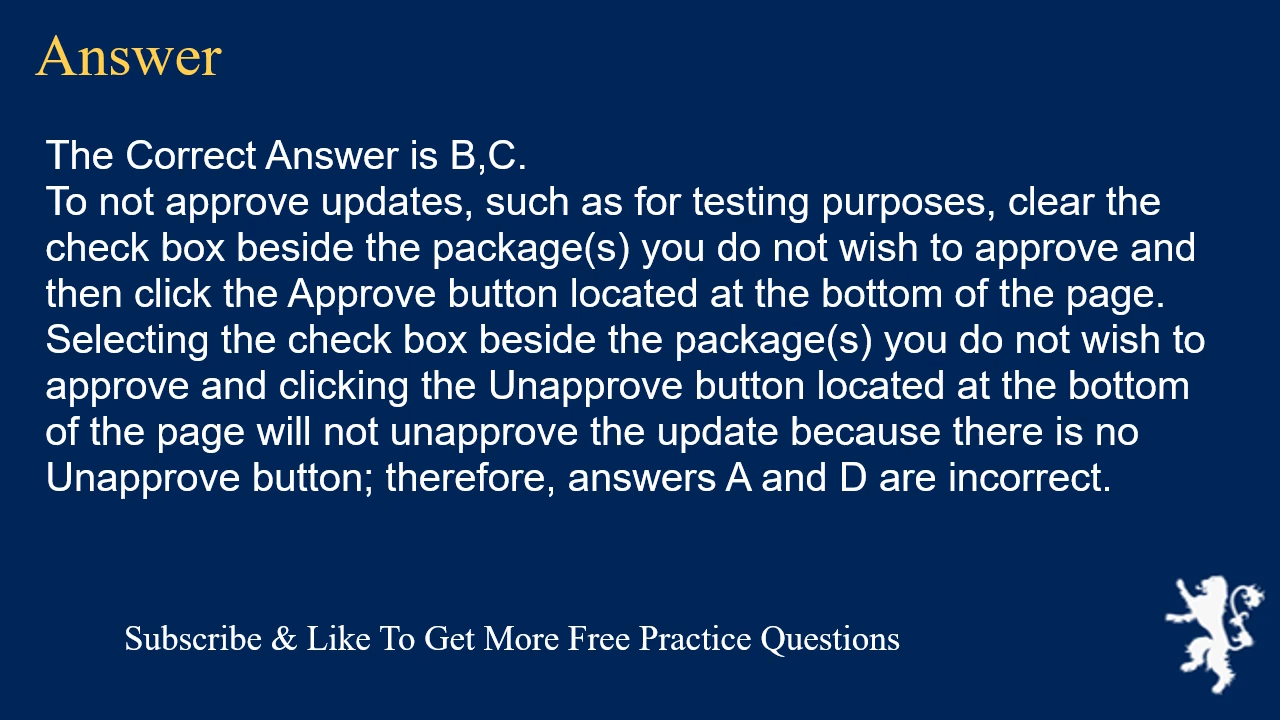 Answer
The Correct Answer is B,C.
To not approve updates, such as for testing purposes, clear the
check box beside the package(s) you do not wish to approve and
then click the Approve button located at the bottom of the page.
Selecting the check box beside the package(s) you do not wish to
approve and clicking the Unapprove button located at the bottom
of the page will not unapprove the update because there is no
Unapprove button; therefore, answers A and D are incorrect.
Subscribe & Like To Get More Free Practice Questions